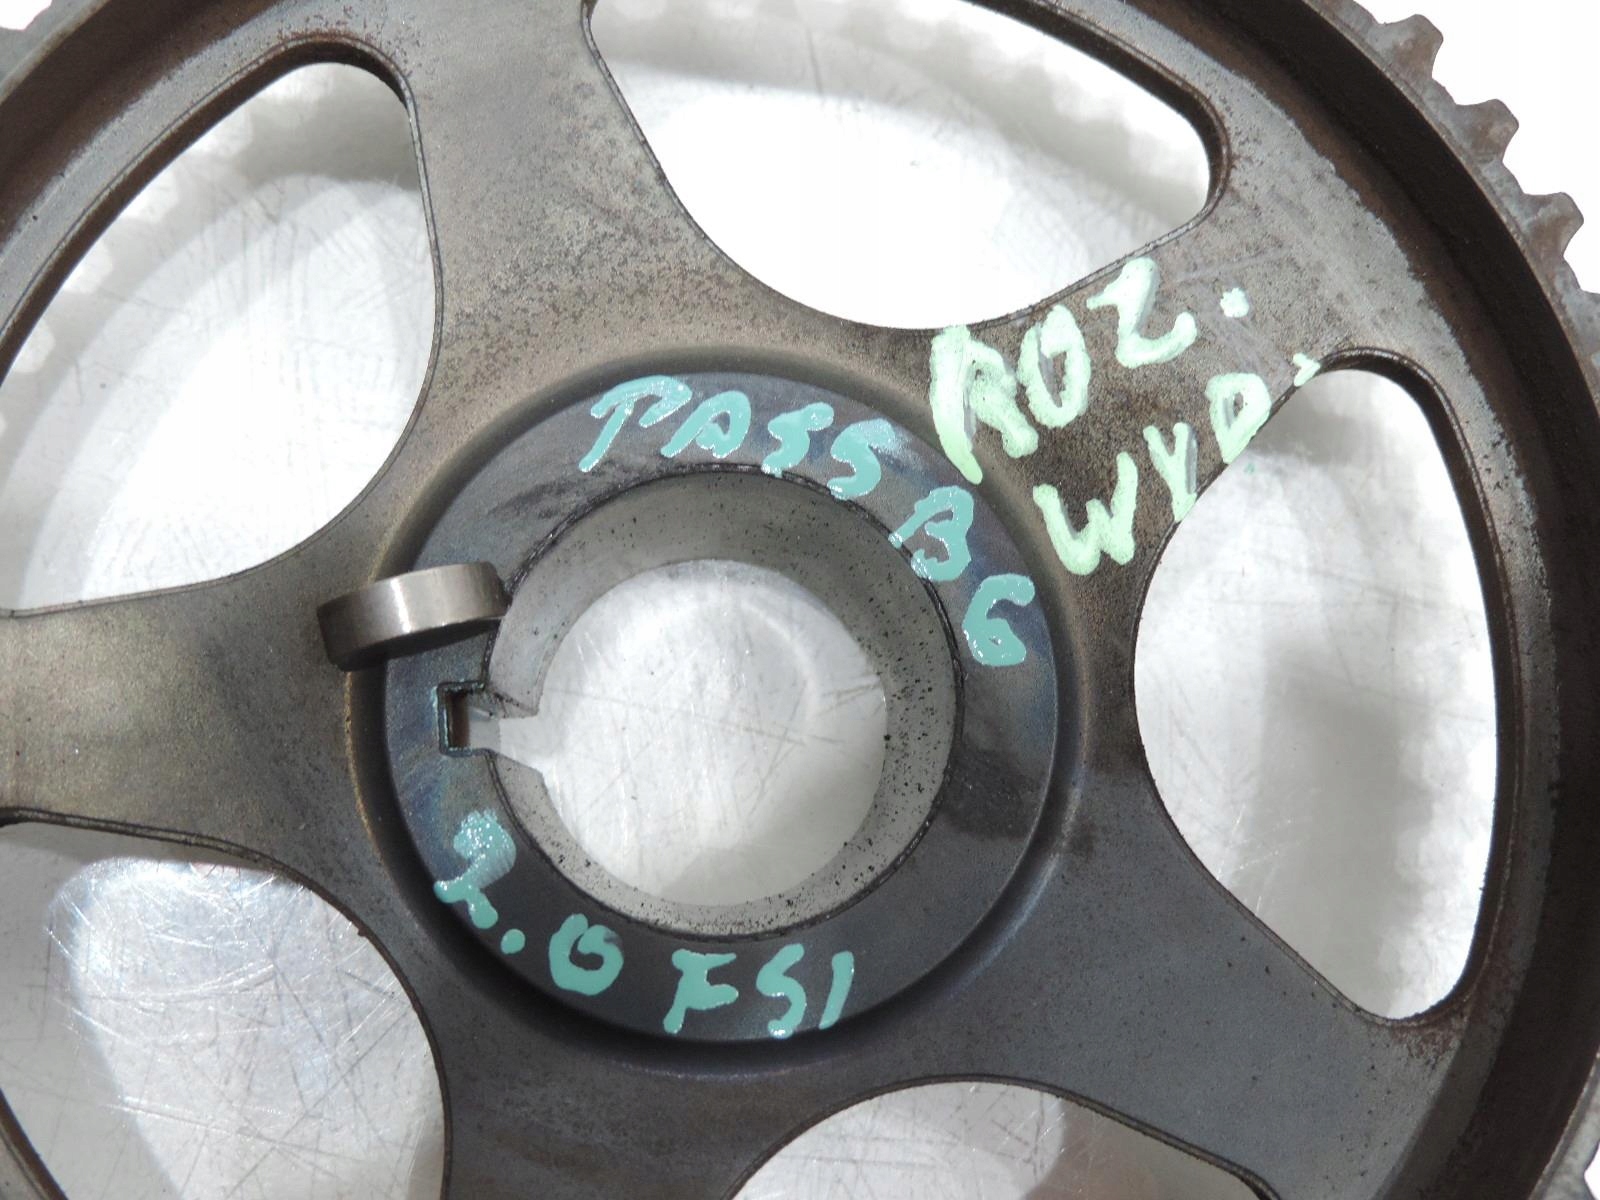 ROZ.
WYD.
PASS B6
2.0 FSI